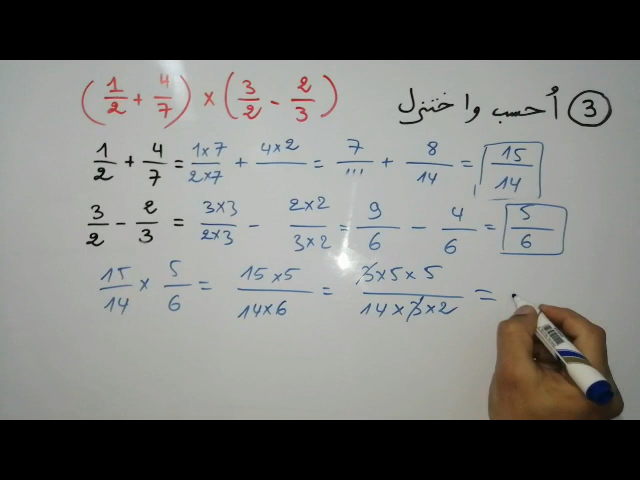 ③ أحسب واختزل
(1/2 + 4/7) × (3/2 - 2/3)
1/2 + 4/7 = 1×7/2×7 + 4×2/ = 7/''' + 8/14 = 15/14
3/2 - 2/3 = 3×3/2×3 - 2×2/3×2 = 9/6 - 4/6 = 5/6
15/14 × 5/6 = 15×5/14×6 = 3×5×5/14×3×2 =